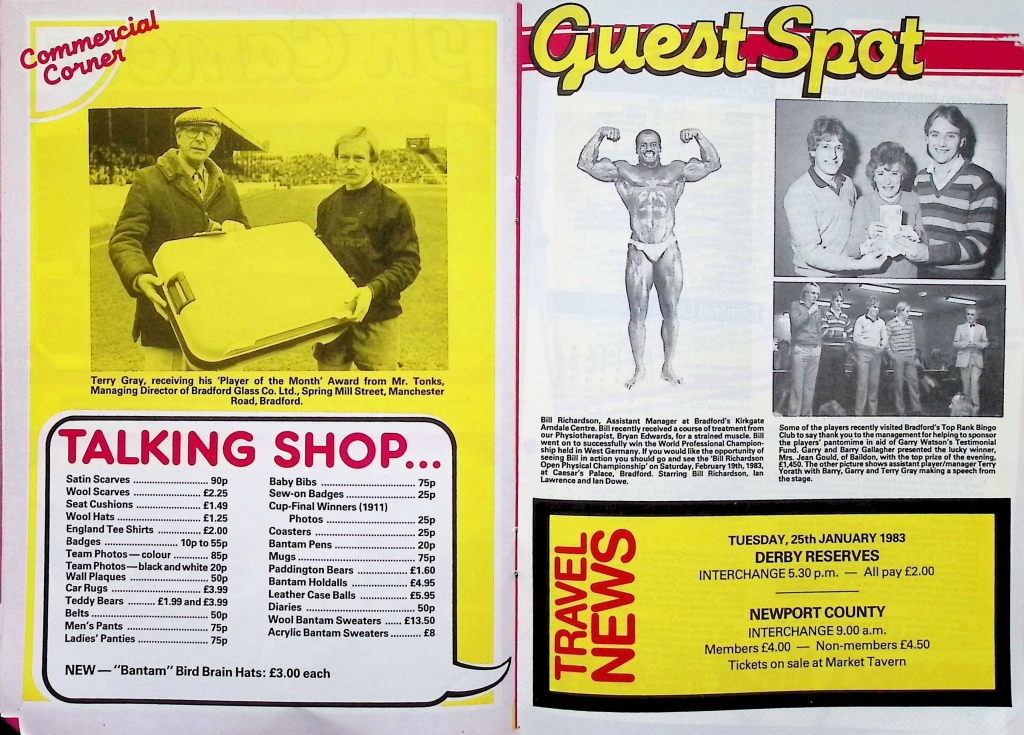 Commercial
Corner
Terry Gray, receiving his 'Player of the Month' Award from Mr. Tonks,
Managing Director of Bradford Glass Co. Ltd., Spring Mill Street, Manchester
Road, Bradford.
TALKING SHOP...
Satin Scarves ........ 90p
Wool Scarves ........ £2.25
Seat Cushions ........ £1.49
Wool Hats ........ £1.25
England Tee Shirts ........ £2.00
Badges ........ 10p to 55p
Team Photos — colour ........ 85p
Team Photos — black and white 20p
Wall Plaques ........ 50p
Car Rugs ........ £3.99
Teddy Bears ........ £1.99 and £3.99
Belts ........ 50p
Men's Pants ........ 75p
Ladies' Panties ........ 75p
Baby Bibs ........ 75p
Sew-on Badges ........ 25p
Cup-Final Winners (1911)
Photos ........ 25p
Coasters ........ 25p
Bantam Pens ........ 20p
Mugs ........ 75p
Paddington Bears ........ £1.60
Bantam Holdalls ........ £4.95
Leather Case Balls ........ £5.95
Diaries ........ 50p
Wool Bantam Sweaters ...... £13.50
Acrylic Bantam Sweaters ........ £8
NEW — "Bantam" Bird Brain Hats: £3.00 each
Guest Spot
Bill Richardson, Assistant Manager at Bradford's Kirkgate
Arndale Centre. Bill recently received a course of treatment from
our Physiotherapist, Bryan Edwards, for a strained muscle. Bill
went on to successfully win the World Professional Champion-
ship held in West Germany. If you would like the opportunity of
seeing Bill in action you should go and see the 'Bill Richardson
Open Physical Championship' on Saturday, February 19th, 1983,
at Caesar's Palace, Bradford. Starring Bill Richardson, Ian
Lawrence and Ian Dowe.
Some of the players recently visited Bradford's Top Rank Bingo
Club to say thank you to the management for helping to sponsor
the players' pantomime in aid of Garry Watson's Testimonial
Fund. Garry and Barry Gallagher presented the lucky winner,
Mrs. Jean Gould, of Baildon, with the top prize of the evening,
£1,450. The other picture shows assistant player/manager Terry
Yorath with Barry, Garry and Terry Gray making a speech from
the stage.
TRAVEL
NEWS
TUESDAY, 25th JANUARY 1983
DERBY RESERVES
INTERCHANGE 5.30 p.m. — All pay £2.00
NEWPORT COUNTY
INTERCHANGE 9.00 a.m.
Members £4.00 — Non-members £4.50
Tickets on sale at Market Tavern